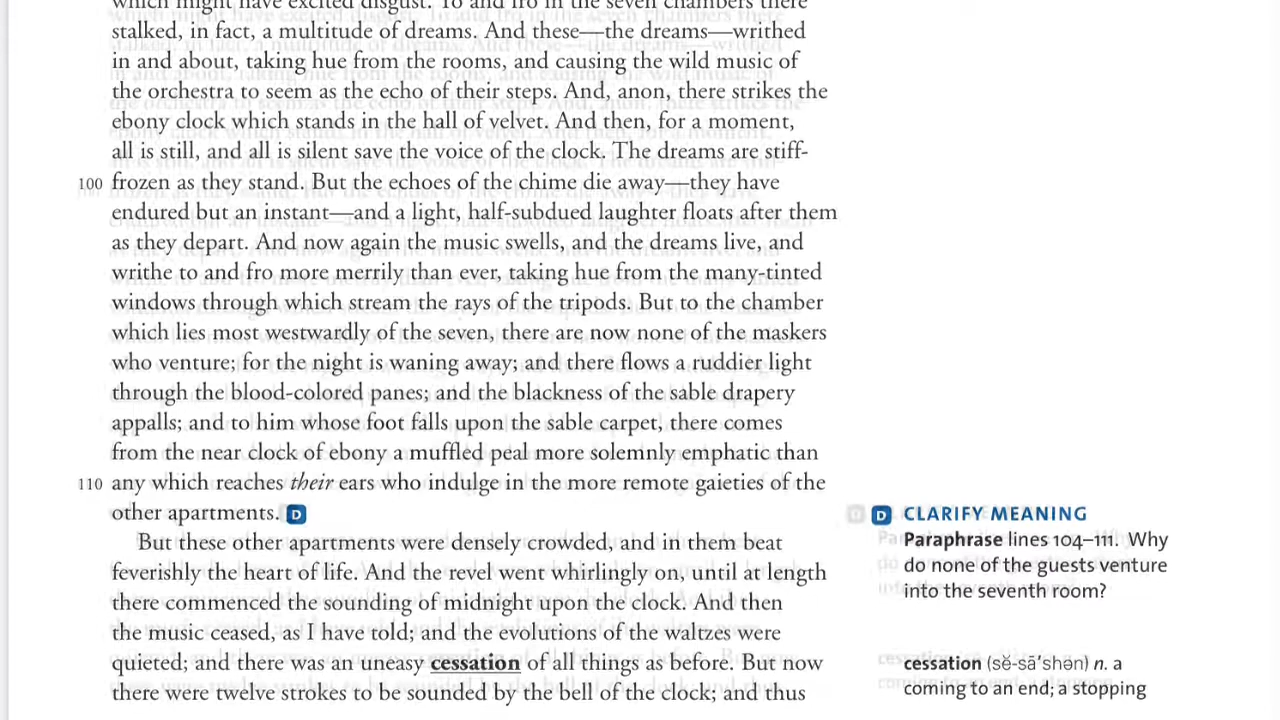 which might have excited disgust. To and fro in the seven chambers there
stalked, in fact, a multitude of dreams. And these—the dreams—writhed
in and about, taking hue from the rooms, and causing the wild music of
the orchestra to seem as the echo of their steps. And, anon, there strikes the
ebony clock which stands in the hall of velvet. And then, for a moment,
all is still, and all is silent save the voice of the clock. The dreams are stiff-
100 frozen as they stand. But the echoes of the chime die away—they have
endured but an instant—and a light, half-subdued laughter floats after them
as they depart. And now again the music swells, and the dreams live, and
writhe to and fro more merrily than ever, taking hue from the many-tinted
windows through which stream the rays of the tripods. But to the chamber
which lies most westwardly of the seven, there are now none of the maskers
who venture; for the night is waning away; and there flows a ruddier light
through the blood-colored panes; and the blackness of the sable drapery
appalls; and to him whose foot falls upon the sable carpet, there comes
from the near clock of ebony a muffled peal more solemnly emphatic than
110 any which reaches their ears who indulge in the more remote gaieties of the
other apartments. D
But these other apartments were densely crowded, and in them beat
feverishly the heart of life. And the revel went whirlingly on, until at length
there commenced the sounding of midnight upon the clock. And then
the music ceased, as I have told; and the evolutions of the waltzes were
quieted; and there was an uneasy cessation of all things as before. But now
there were twelve strokes to be sounded by the bell of the clock; and thus
D CLARIFY MEANING
Paraphrase lines 104–111. Why
do none of the guests venture
into the seventh room?
cessation (sĕ-sā'shən) n. a
coming to an end; a stopping